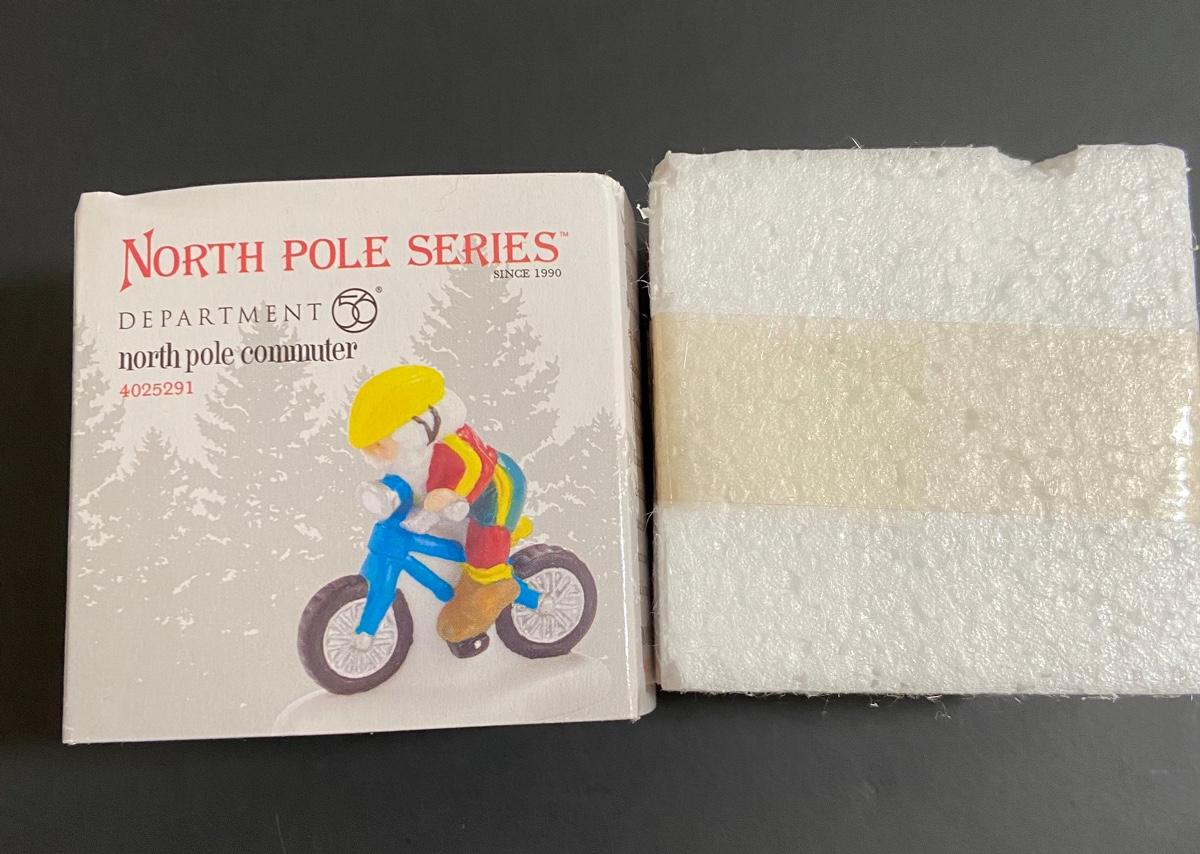 NORTH POLE SERIES™
SINCE 1990
DEPARTMENT 56®
north pole commuter
4025291